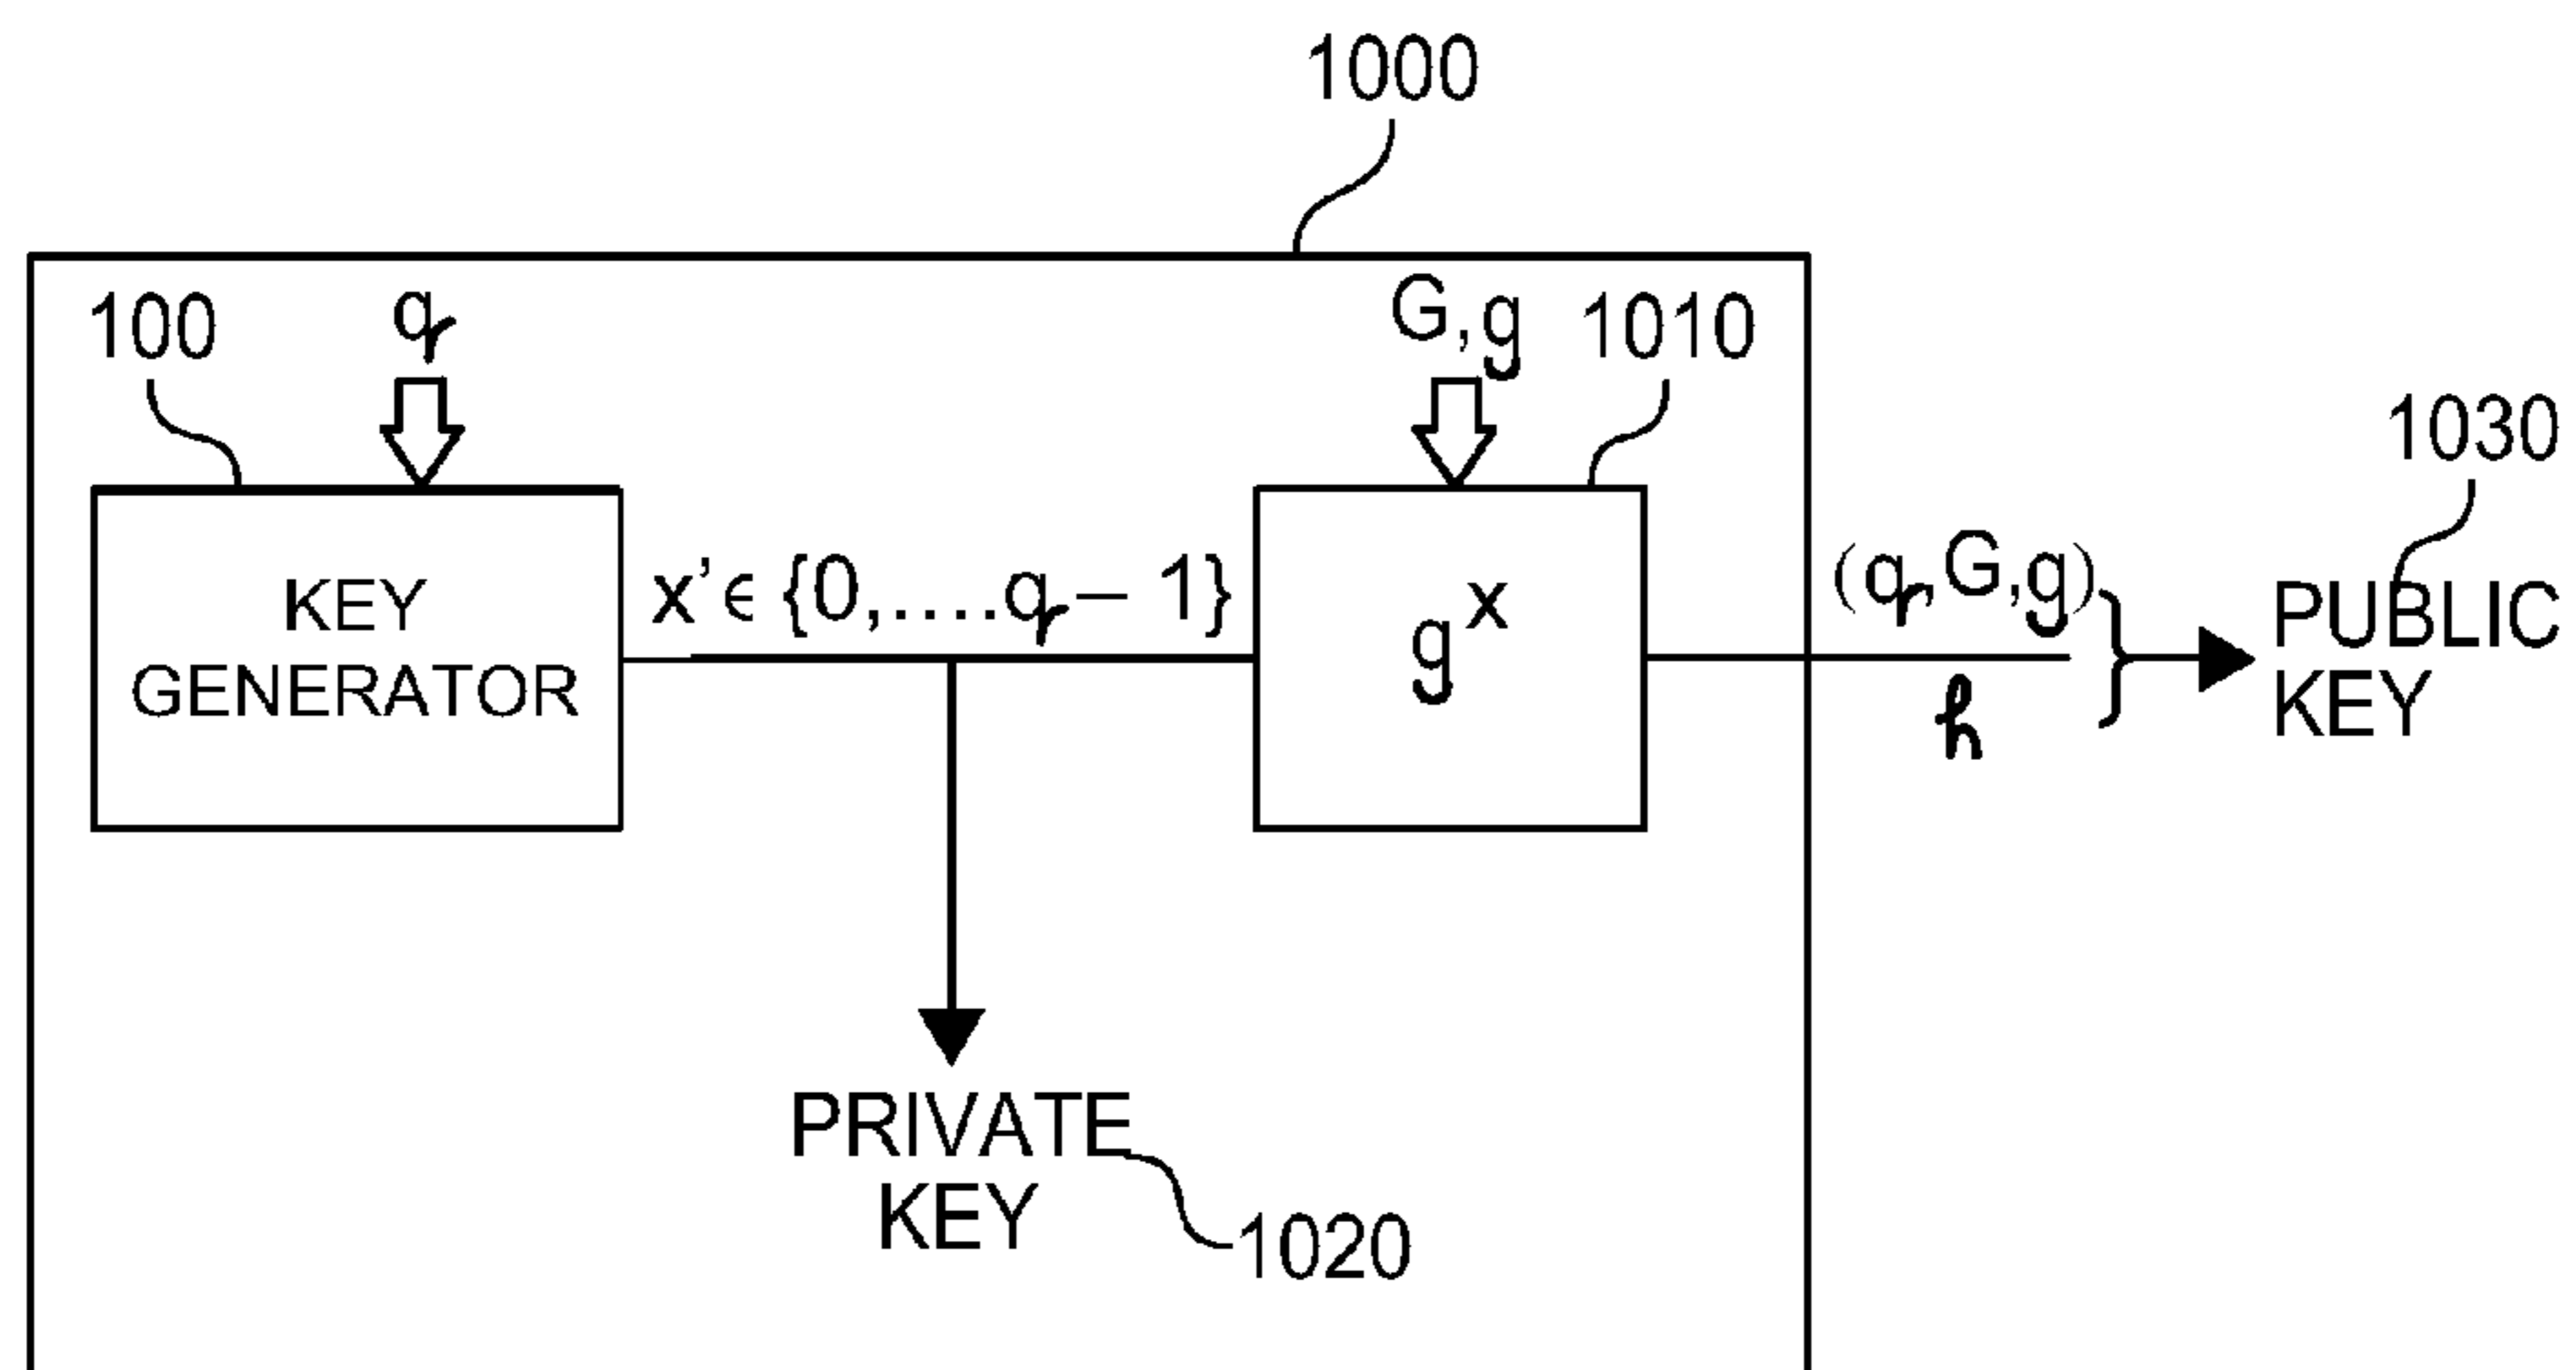 1000
100
q
G,g
1010
1030
KEY
GENERATOR
x'ϵ {0,....q – 1}
g^x
(q,G,g)
h
PUBLIC
KEY
PRIVATE
KEY
1020